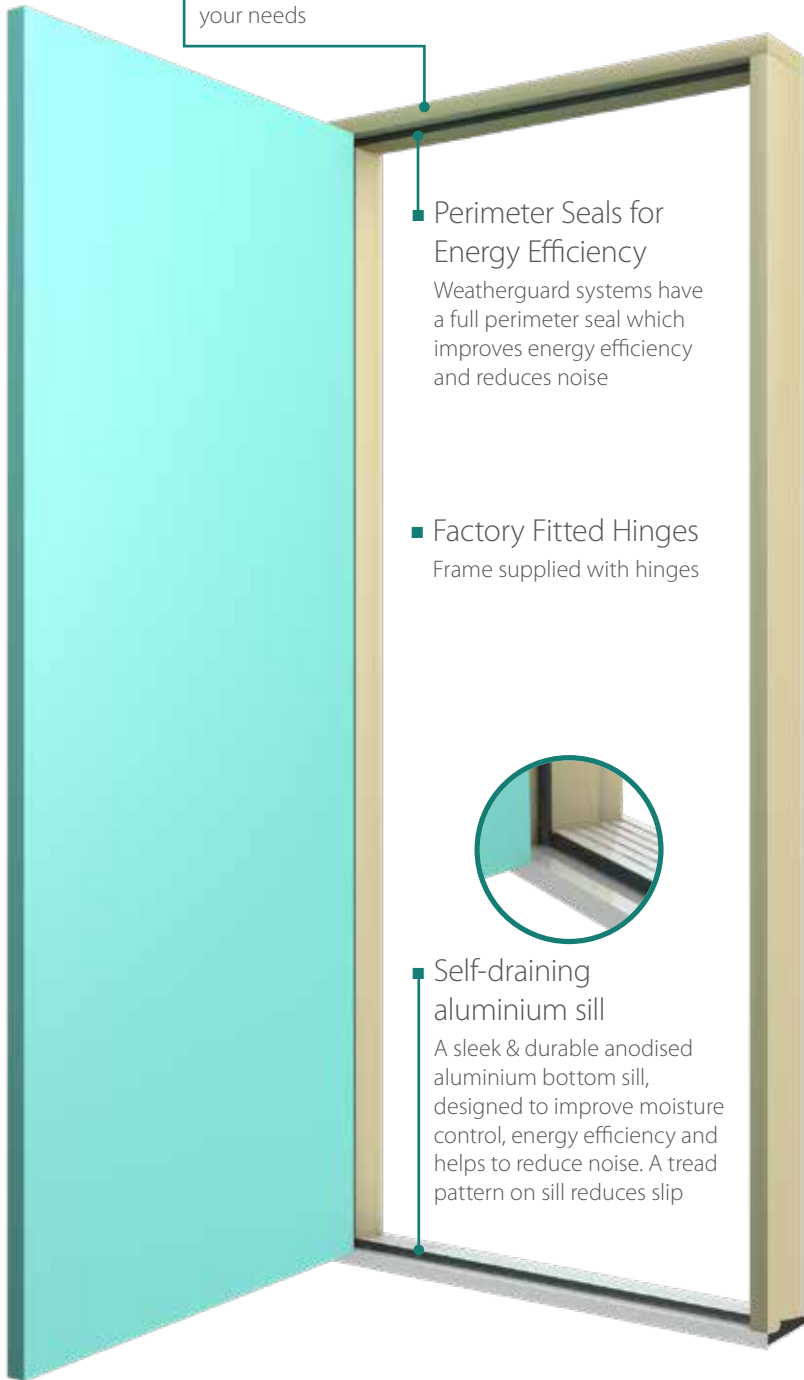 your needs
Perimeter Seals for
Energy Efficiency
Weatherguard systems have
a full perimeter seal which
improves energy efficiency
and reduces noise
Factory Fitted Hinges
Frame supplied with hinges
Self-draining
aluminium sill
A sleek & durable anodised
aluminium bottom sill,
designed to improve moisture
control, energy efficiency and
helps to reduce noise. A tread
pattern on sill reduces slip